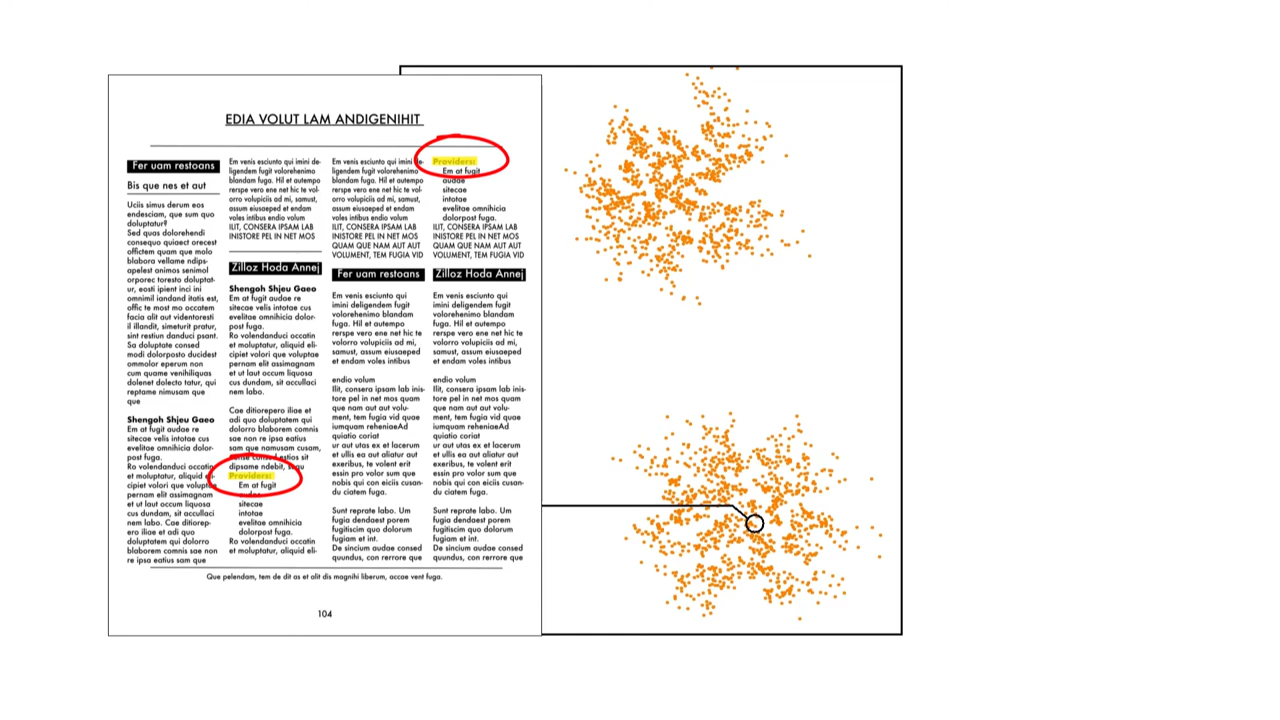 EDIA VOLUT LAM ANDIGENIHIT
Fer uam restoans
Bis que nes et aut
Uciis simus derum eos
endesciam, que sum quo
doluptatur?
Sed quas dolorehendi
consequo quiaect orecest
offictem quam que molo
blabora vellame ndips-
apelest animos senimol
orporec toresto doluptat-
ur, eosti ipient inci ini
omnimil iandand itatis est,
offic te most mo occatem
facia alit aut videntoresti
il illandit, simeturit pratur,
sint restiun danduci psant.
Sa doluptate consed
modi dolorposto ducidest
ommolor eperum non
cum quame venihiliquas
dolenet dolecto tatur, qui
reptame nimusam que
que
Shengoh Shjeu Gaeo
Em at fugit audae re
sitecae velis intotae cus
evelitae omnihicia dolor-
post fuga.
Ro volendanduci occatin
et moluptatur, aliquid eli-
cipiet volori que voluptae
pernam elit assimagnam
et ut laut occum liquosa
cus dundam, sit accullaci
nem labo. Cae ditiorep-
ero iliae et adi quo
doluptatem qui dolorro
blaborem comnis sae non
re ipsa eatius sam que
Em venis esciunto qui imini de-
ligendem fugit volorehenimo
blandam fuga. Hil et autempo
rerspe vero ene net hic te vol-
orro volupiciis ad mi, samust,
assum eiusaeped et endam
voles intibus endio volum
ILIT, CONSERA IPSAM LAB
INISTORE PEL IN NET MOS
Zilloz Hoda Annej
Shengoh Shjeu Gaeo
Em at fugit audae re
sitecae velis intotae cus
evelitae omnihicia dolor-
post fuga.
Ro volendanduci occatin
et moluptatur, aliquid eli-
cipiet volori que voluptae
pernam elit assimagnam
et ut laut occum liquosa
cus dundam, sit accullaci
nem labo.
Cae ditiorepero iliae et
adi quo doluptatem qui
dolorro blaborem comnis
sae non re ipsa eatius
sam que namusam cusam,
conse consed estios sit
dipsame ndebit, sequ
Providers:
Em at fugit
audae
sitecae
intotae
evelitae omnihicia
dolorpost fuga.
Ro volendanduci occatin
et moluptatur, aliquid eli-
Em venis esciunto qui imini de-
ligendem fugit volorehenimo
blandam fuga. Hil et autempo
rerspe vero ene net hic te vol-
orro volupiciis ad mi, samust,
assum eiusaeped et endam
voles intibus endio volum
ILIT, CONSERA IPSAM LAB
INISTORE PEL IN NET MOS
QUAM QUE NAM AUT AUT
VOLUMENT, TEM FUGIA VID
Fer uam restoans
Em venis esciunto qui
imini deligendem fugit
volorehenimo blandam
fuga. Hil et autempo
rerspe vero ene net hic te
volorro volupiciis ad mi,
samust, assum eiusaeped
et endam voles intibus
endio volum
Ilit, consera ipsam lab inis-
tore pel in net mos quam
que nam aut aut volu-
ment, tem fugia vid quae
iumquam reheniaeAd
quiatio coriat
ur aut utas ex et lacerum
et ullis ea aut aliatur
exeribus, te volent erit
essin pro volor sum que
nobis qui con eiciis cusan-
du ciatem fuga.
Sunt reprate labo. Um
fugia dendaest porem
fugitiscim quo dolorum
fugiam et int.
De sincium audae consed
quundus, con rerrore que
Providers:
Em at fugit
audae
sitecae
intotae
evelitae omnihicia
dolorpost fuga.
ILIT, CONSERA IPSAM LAB
INISTORE PEL IN NET MOS
QUAM QUE NAM AUT AUT
VOLUMENT, TEM FUGIA VID
Zilloz Hoda Annej
Em venis esciunto qui
imini deligendem fugit
volorehenimo blandam
fuga. Hil et autempo
rerspe vero ene net hic te
volorro volupiciis ad mi,
samust, assum eiusaeped
et endam voles intibus
endio volum
Ilit, consera ipsam lab inis-
tore pel in net mos quam
que nam aut aut volu-
ment, tem fugia vid quae
iumquam reheniaeAd
quiatio coriat
ur aut utas ex et lacerum
et ullis ea aut aliatur
exeribus, te volent erit
essin pro volor sum que
nobis qui con eiciis cusan-
du ciatem fuga.
Sunt reprate labo. Um
fugia dendaest porem
fugitiscim quo dolorum
fugiam et int.
De sincium audae consed
quundus, con rerrore que
Que pelendam, tem de dit as et alit dis magnihi liberum, accae vent fuga.
104